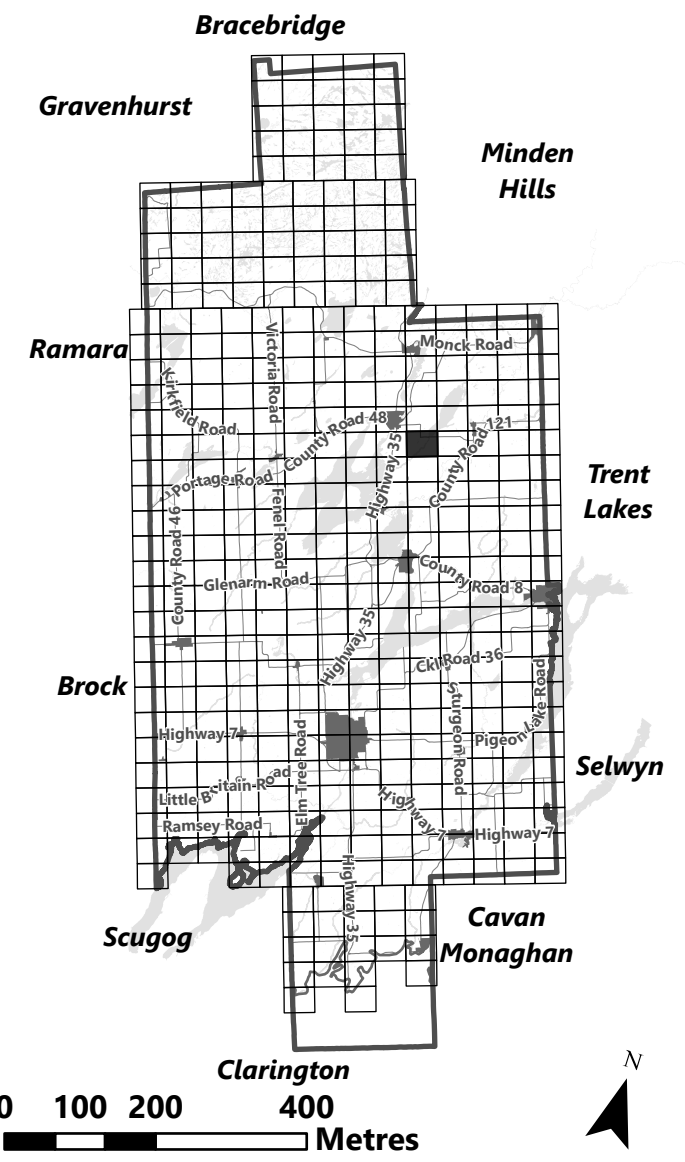 Bracebridge
Gravenhurst
Minden
Hills
Ramara
Victoria Road
Monck Road
Kirkfield Road
County Road 48
County Road 121
Highway 35
Portage Road
Trent
Lakes
County Road 46
Fenel Road
Glenarm Road
County Road 8
Highway 35
Ckl Road 36
Brock
Sturgeon Road
Pigeon Lake Road
Highway 7
Elm Tree Road
Selwyn
Little Britain Road
Highway 7
Highway 7
Ramsey Road
Highway 35
Scugog
Cavan
Monaghan
Clarington
N
0 100 200 400
Metres